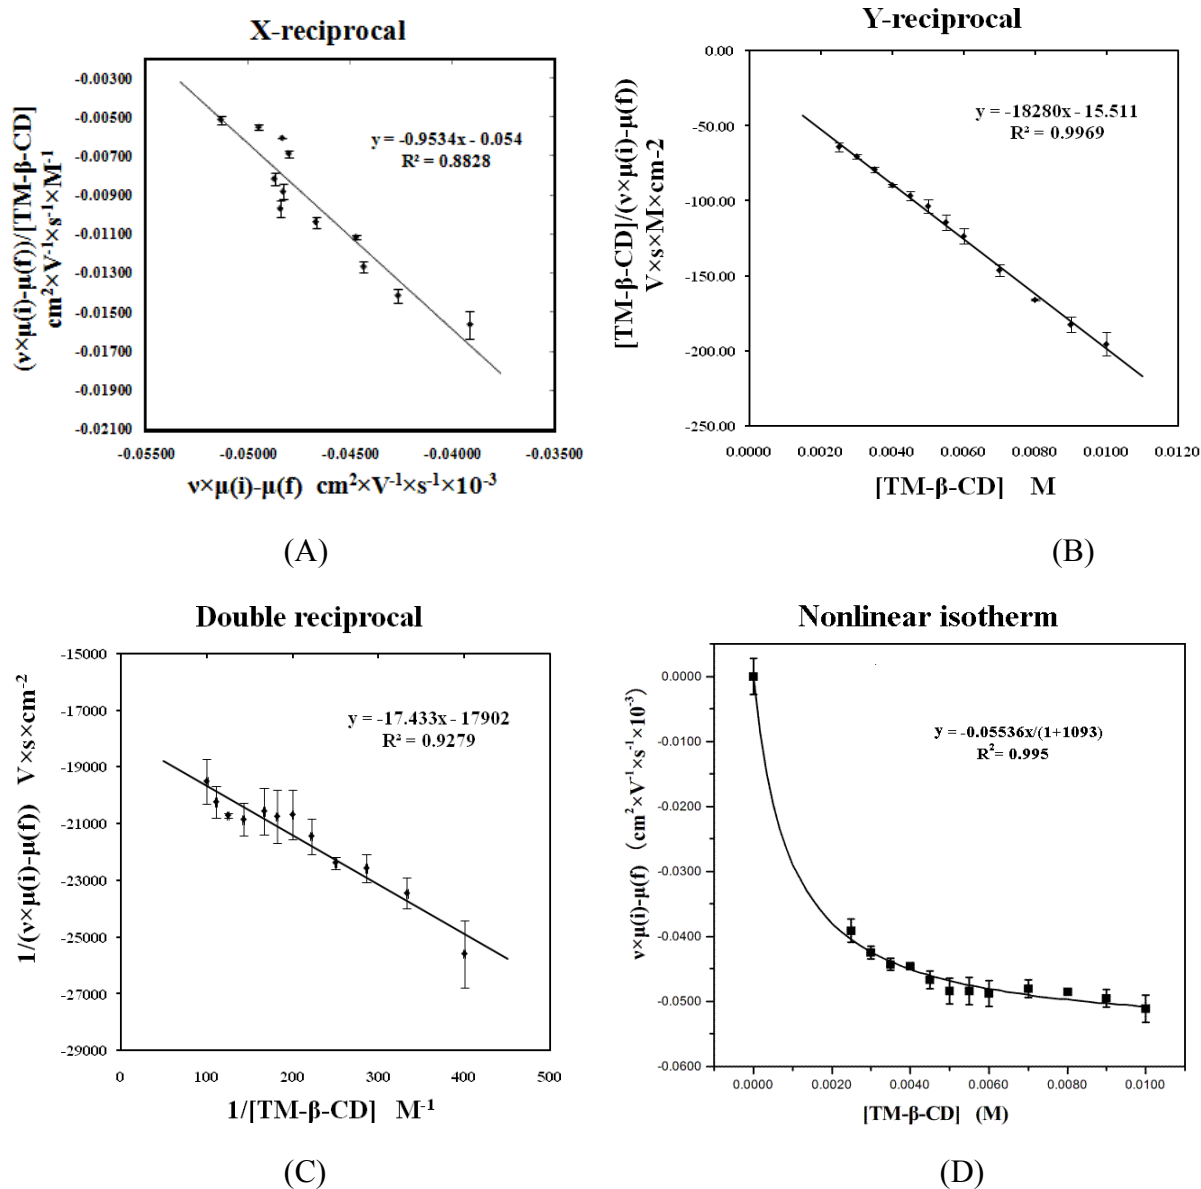 X-reciprocal
(ν×μ(i)-μ(f))/[TM-β-CD]
cm²×V⁻¹×s⁻¹×M⁻¹
-0.00300
-0.00500
-0.00700
-0.00900
-0.01100
-0.01300
-0.01500
-0.01700
-0.01900
-0.02100
y = -0.9534x - 0.054
R² = 0.8828
-0.05500 -0.05000 -0.04500 -0.04000 -0.03500
ν×μ(i)-μ(f) cm²×V⁻¹×s⁻¹×10⁻³
(A)
Y-reciprocal
[TM-β-CD]/(ν×μ(i)-μ(f))
V×s×M×cm-2
0.00
-50.00
-100.00
-150.00
-200.00
-250.00
y = -18280x - 15.511
R² = 0.9969
0.0000 0.0020 0.0040 0.0060 0.0080 0.0100 0.0120
[TM-β-CD] M
(B)
Double reciprocal
1/(ν×μ(i)-μ(f)) V×s×cm⁻²
-15000
-17000
-19000
-21000
-23000
-25000
-27000
-29000
y = -17.433x - 17902
R² = 0.9279
0 100 200 300 400 500
1/[TM-β-CD] M⁻¹
(C)
Nonlinear isotherm
ν×μ(i)-μ(f) (cm²×V⁻¹×s⁻¹×10⁻³)
0.0000
-0.0100
-0.0200
-0.0300
-0.0400
-0.0500
-0.0600
y = -0.05536x/(1+1093)
R²= 0.995
0.0000 0.0020 0.0040 0.0060 0.0080 0.0100
[TM-β-CD] (M)
(D)